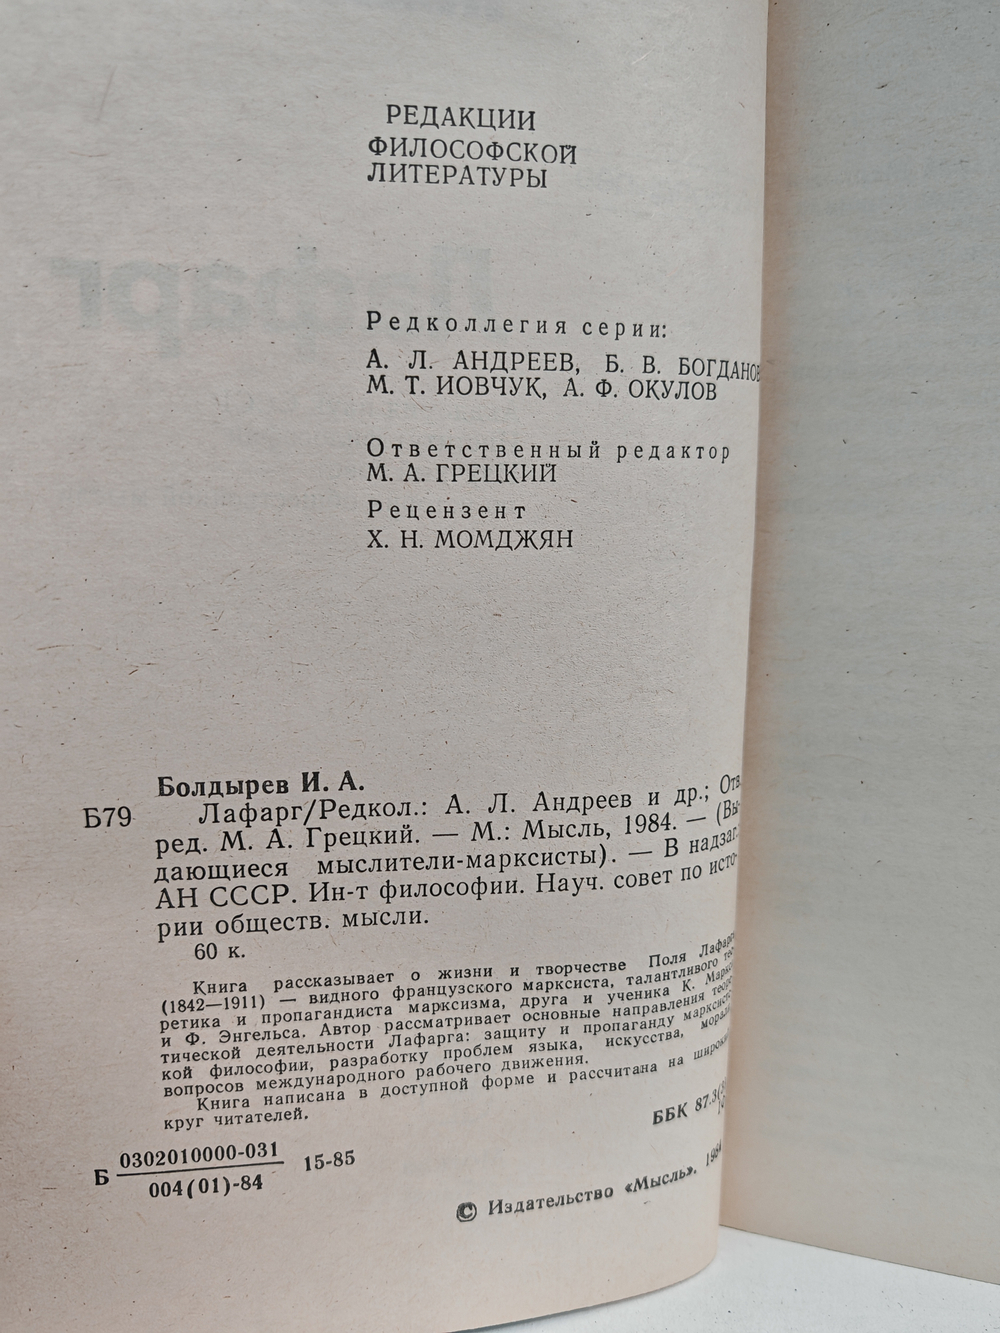 РЕДАКЦИИ
ФИЛОСОФСКОЙ
ЛИТЕРАТУРЫ
Редколлегия серии:
А. Л. АНДРЕЕВ, Б. В. БОГДАНОВ
М. Т. ИОВЧУК, А. Ф. ОКУЛОВ
Ответственный редактор
М. А. ГРЕЦКИЙ
Рецензент
Х. Н. МОМДЖЯН
Болдырев И. А.
Б79 Лафарг/Редкол.: А. Л. Андреев и др.; Отв.
ред. М. А. Грецкий. — М.: Мысль, 1984. — (Вы-
дающиеся мыслители-марксисты). — В надзаг.
АН СССР. Ин-т философии. Науч. совет по исто-
рии обществ. мысли.
60 к.
Книга рассказывает о жизни и творчестве Поля Лафарга
(1842—1911) — видного французского марксиста, талантливого тео-
ретика и пропагандиста марксизма, друга и ученика К. Маркса
и Ф. Энгельса. Автор рассматривает основные направления теоре-
тической деятельности Лафарга: защиту и пропаганду марксист-
кой философии, разработку проблем языка, искусства, морали,
вопросов международного рабочего движения.
Книга написана в доступной форме и рассчитана на широкий
круг читателей.
Б 0302010000-031 15-85
004(01)-84
ББК 87.3
© Издательство «Мысль». 1984
Лафарг